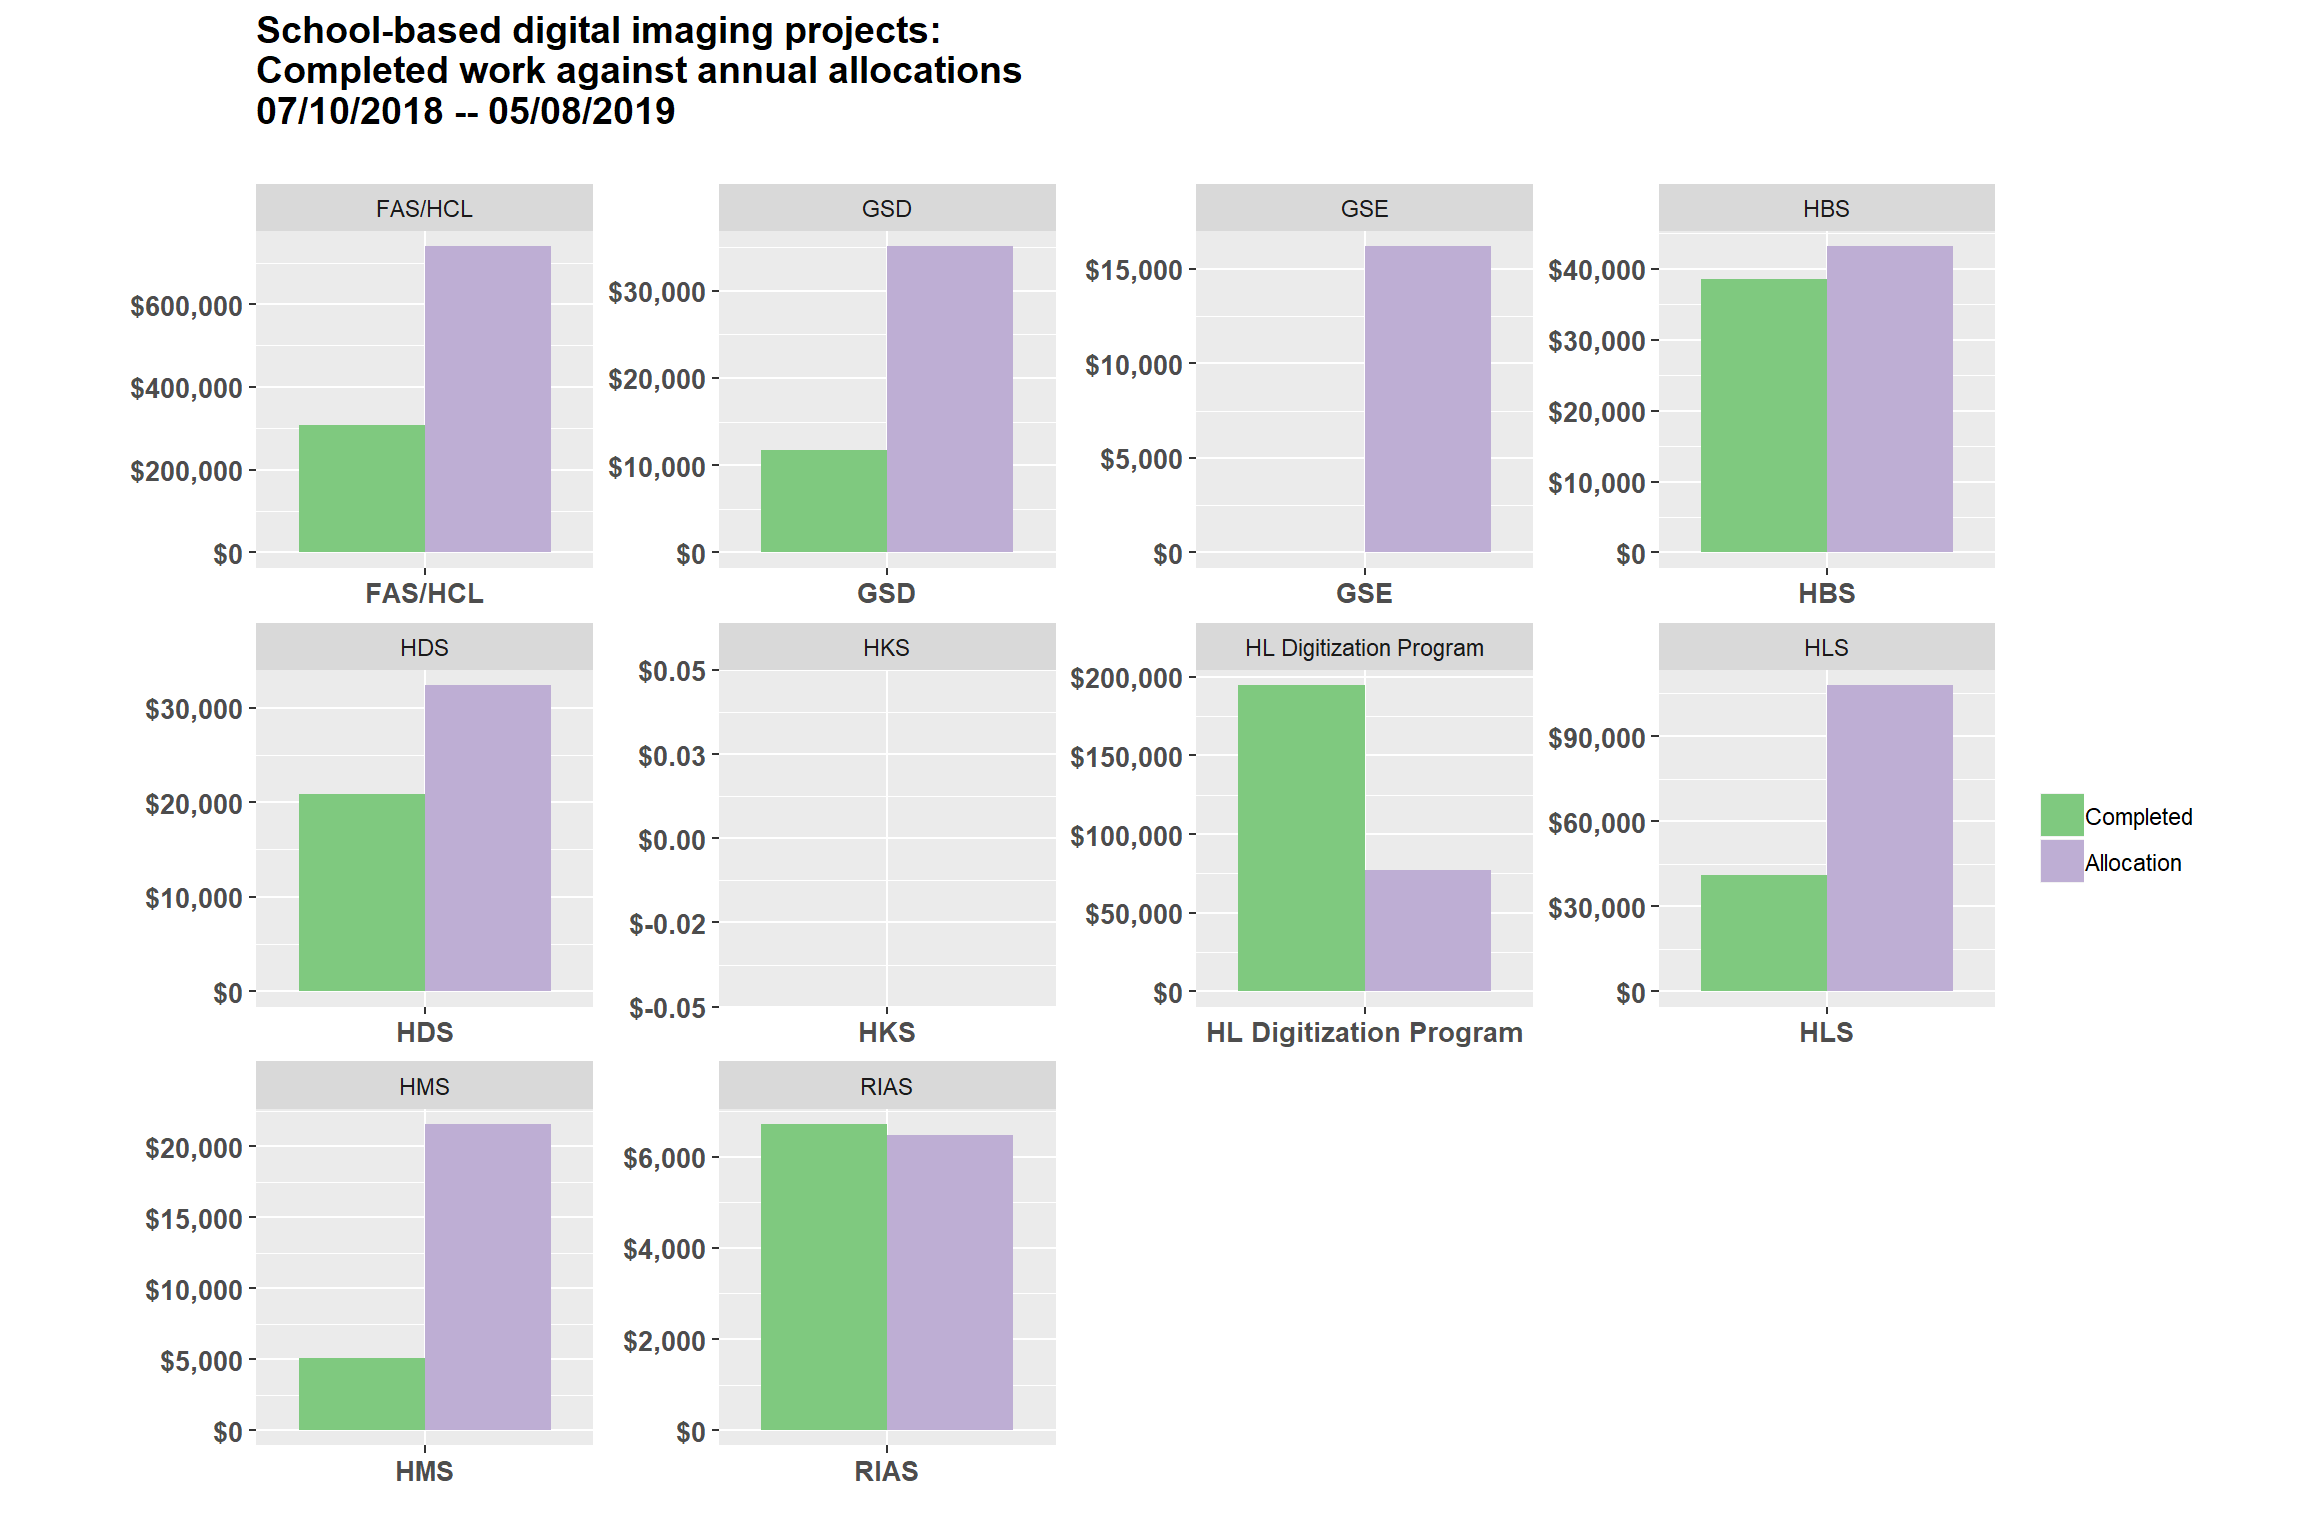 School-based digital imaging projects:
Completed work against annual allocations
07/10/2018 -- 05/08/2019
FAS/HCL
$600,000
$400,000
$200,000
$0
FAS/HCL
GSD
$30,000
$20,000
$10,000
$0
GSD
GSE
$15,000
$10,000
$5,000
$0
GSE
HBS
$40,000
$30,000
$20,000
$10,000
$0
HBS
HDS
$30,000
$20,000
$10,000
$0
HDS
HKS
$0.05
$0.03
$0.00
$-0.02
$-0.05
HKS
HL Digitization Program
$200,000
$150,000
$100,000
$50,000
$0
HL Digitization Program
HLS
$90,000
$60,000
$30,000
$0
HLS
Completed
Allocation
HMS
$20,000
$15,000
$10,000
$5,000
$0
HMS
RIAS
$6,000
$4,000
$2,000
$0
RIAS